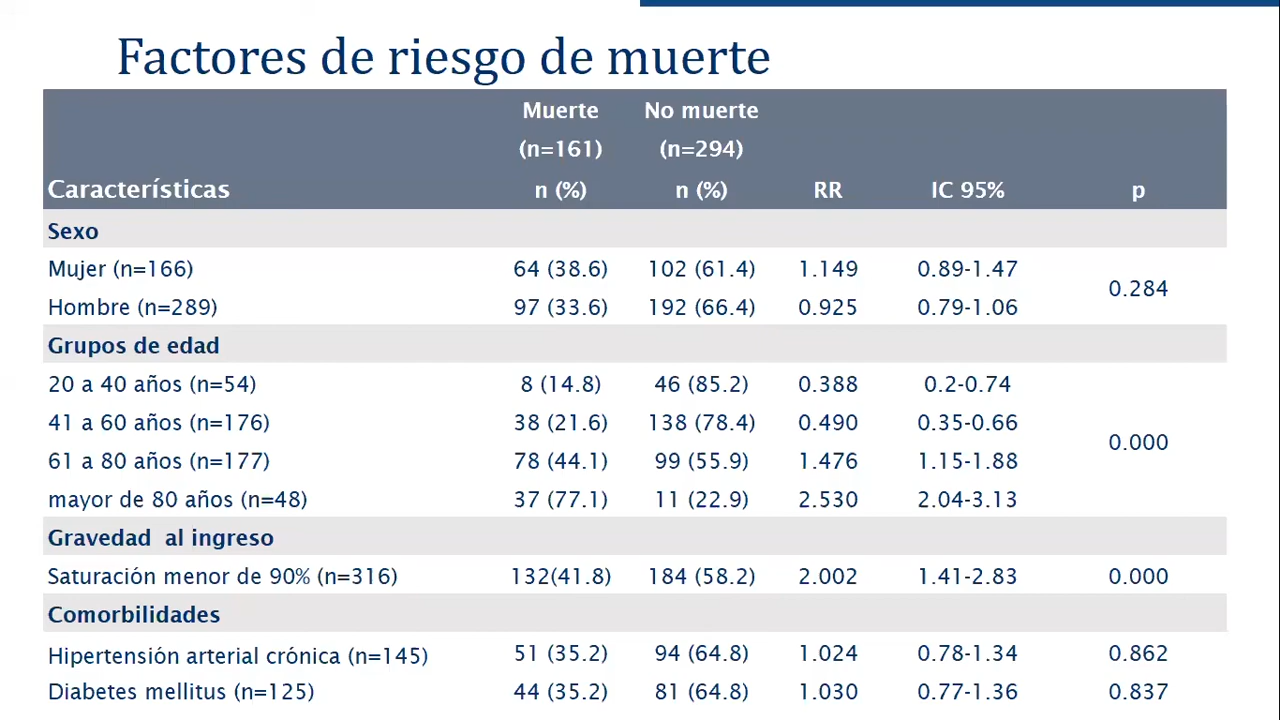 Factores de riesgo de muerte
Muerte No muerte
(n=161) (n=294)
Características n (%) n (%) RR IC 95% p
Sexo
Mujer (n=166) 64 (38.6) 102 (61.4) 1.149 0.89-1.47
0.284
Hombre (n=289) 97 (33.6) 192 (66.4) 0.925 0.79-1.06
Grupos de edad
20 a 40 años (n=54) 8 (14.8) 46 (85.2) 0.388 0.2-0.74
41 a 60 años (n=176) 38 (21.6) 138 (78.4) 0.490 0.35-0.66
0.000
61 a 80 años (n=177) 78 (44.1) 99 (55.9) 1.476 1.15-1.88
mayor de 80 años (n=48) 37 (77.1) 11 (22.9) 2.530 2.04-3.13
Gravedad al ingreso
Saturación menor de 90% (n=316) 132(41.8) 184 (58.2) 2.002 1.41-2.83 0.000
Comorbilidades
Hipertensión arterial crónica (n=145) 51 (35.2) 94 (64.8) 1.024 0.78-1.34 0.862
Diabetes mellitus (n=125) 44 (35.2) 81 (64.8) 1.030 0.77-1.36 0.837